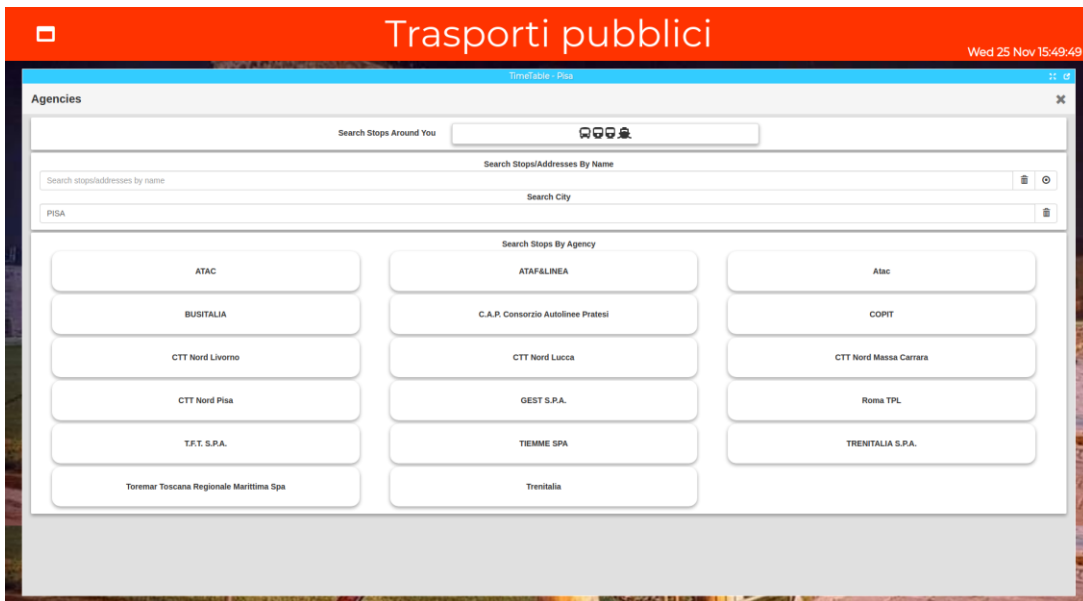 Trasporti pubblici
Wed 25 Nov 15:49:49
TimeTable - Pisa
Agencies
Search Stops Around You
Search Stops/Addresses By Name
Search stops/addresses by name
Search City
PISA
Search Stops By Agency
ATAC ATAF&LINEA Atac
BUSITALIA C.A.P. Consorzio Autolinee Pratesi COPIT
CTT Nord Livorno CTT Nord Lucca CTT Nord Massa Carrara
CTT Nord Pisa GEST S.P.A. Roma TPL
T.F.T. S.P.A. TIEMME SPA TRENITALIA S.P.A.
Toremar Toscana Regionale Marittima Spa Trenitalia